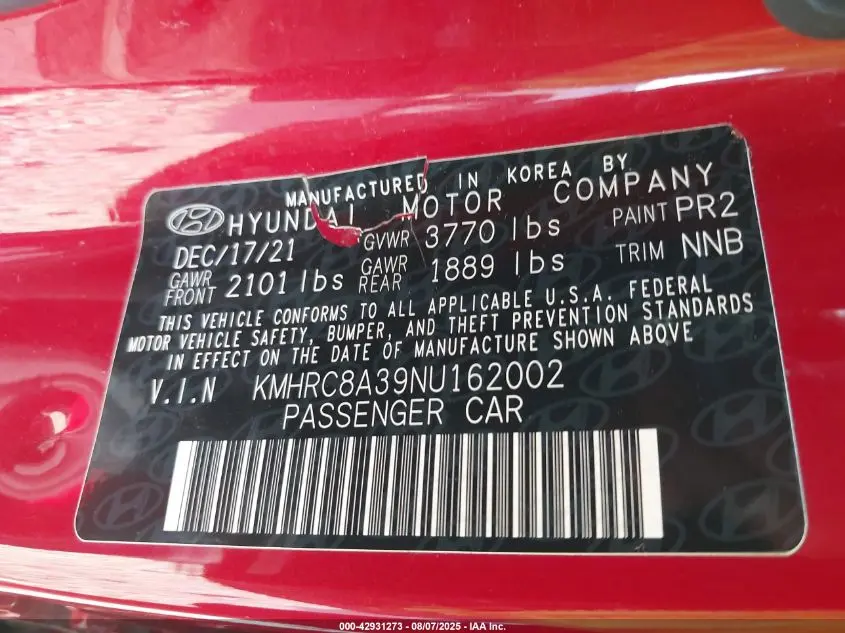 MANUFACTURED IN KOREA BY
HYUNDAI MOTOR COMPANY
DEC/17/21 GVWR 3770 lbs PAINT PR2
GAWR FRONT 2101 lbs GAWR REAR 1889 lbs TRIM NNB
THIS VEHICLE CONFORMS TO ALL APPLICABLE U.S.A. FEDERAL
MOTOR VEHICLE SAFETY, BUMPER, AND THEFT PREVENTION STANDARDS
IN EFFECT ON THE DATE OF MANUFACTURE SHOWN ABOVE
V.I.N KMHRC8A39NU162002
PASSENGER CAR
000-42931273 | 08/07/2025 - IAA Inc.